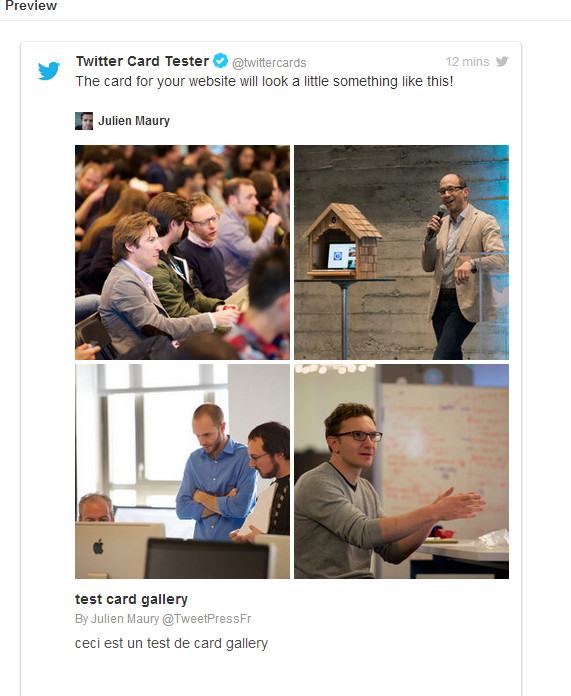 Preview
Twitter Card Tester @twittercards 12 mins
The card for your website will look a little something like this!
Julien Maury
test card gallery
By Julien Maury @TweetPressFr
ceci est un test de card gallery